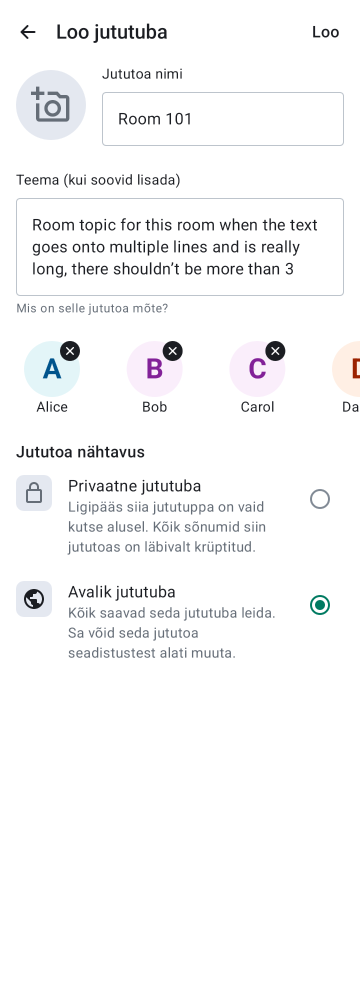 Loo jututuba
Loo
Jututoa nimi
Room 101
Teema (kui soovid lisada)
Room topic for this room when the text
goes onto multiple lines and is really
long, there shouldn’t be more than 3
Mis on selle jututoa mõte?
A
B
C
D
Alice
Bob
Carol
Da
Jututoa nähtavus
Privaatne jututuba
Ligipääs siia jututuppa on vaid
kutse alusel. Kõik sõnumid siin
jututoas on läbivalt krüptitud.
Avalik jututuba
Kõik saavad seda jututuba leida.
Sa võid seda jututoa
seadistustest alati muuta.